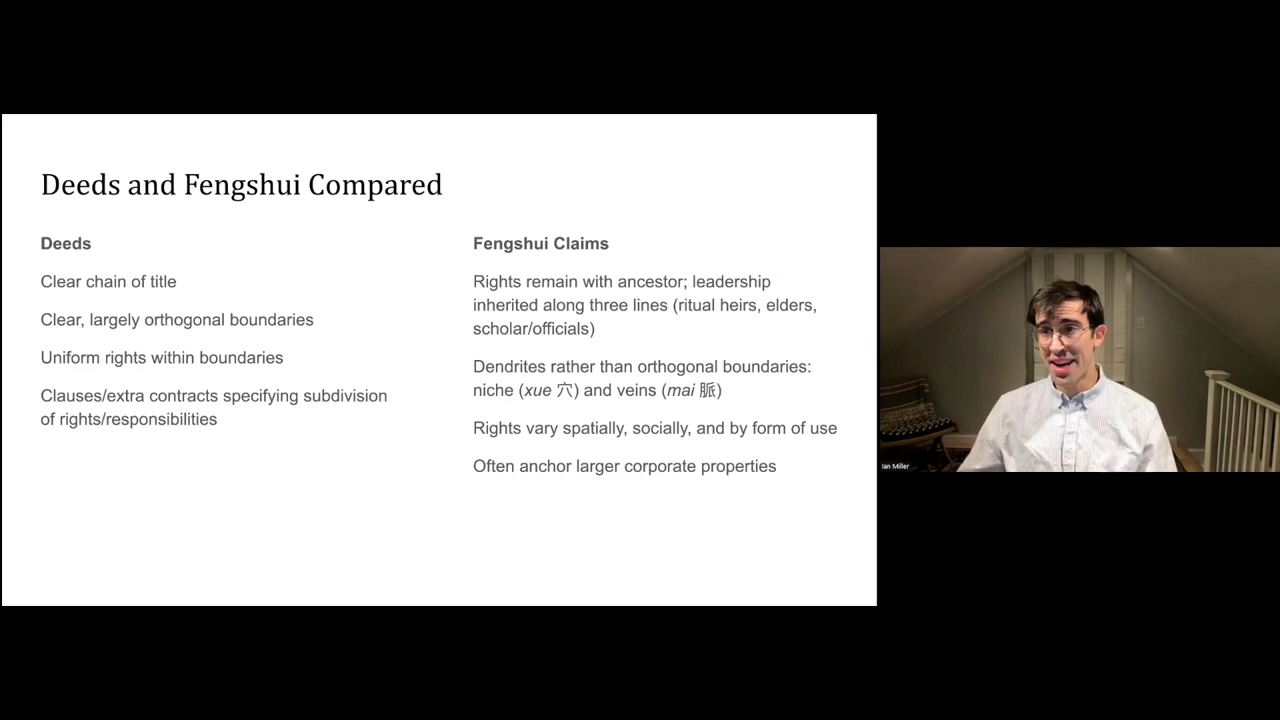 Deeds and Fengshui Compared
Deeds
Clear chain of title
Clear, largely orthogonal boundaries
Uniform rights within boundaries
Clauses/extra contracts specifying subdivision
of rights/responsibilities
Fengshui Claims
Rights remain with ancestor; leadership
inherited along three lines (ritual heirs, elders,
scholar/officials)
Dendrites rather than orthogonal boundaries:
niche (xue 穴) and veins (mai 脈)
Rights vary spatially, socially, and by form of use
Often anchor larger corporate properties
Ian Miller